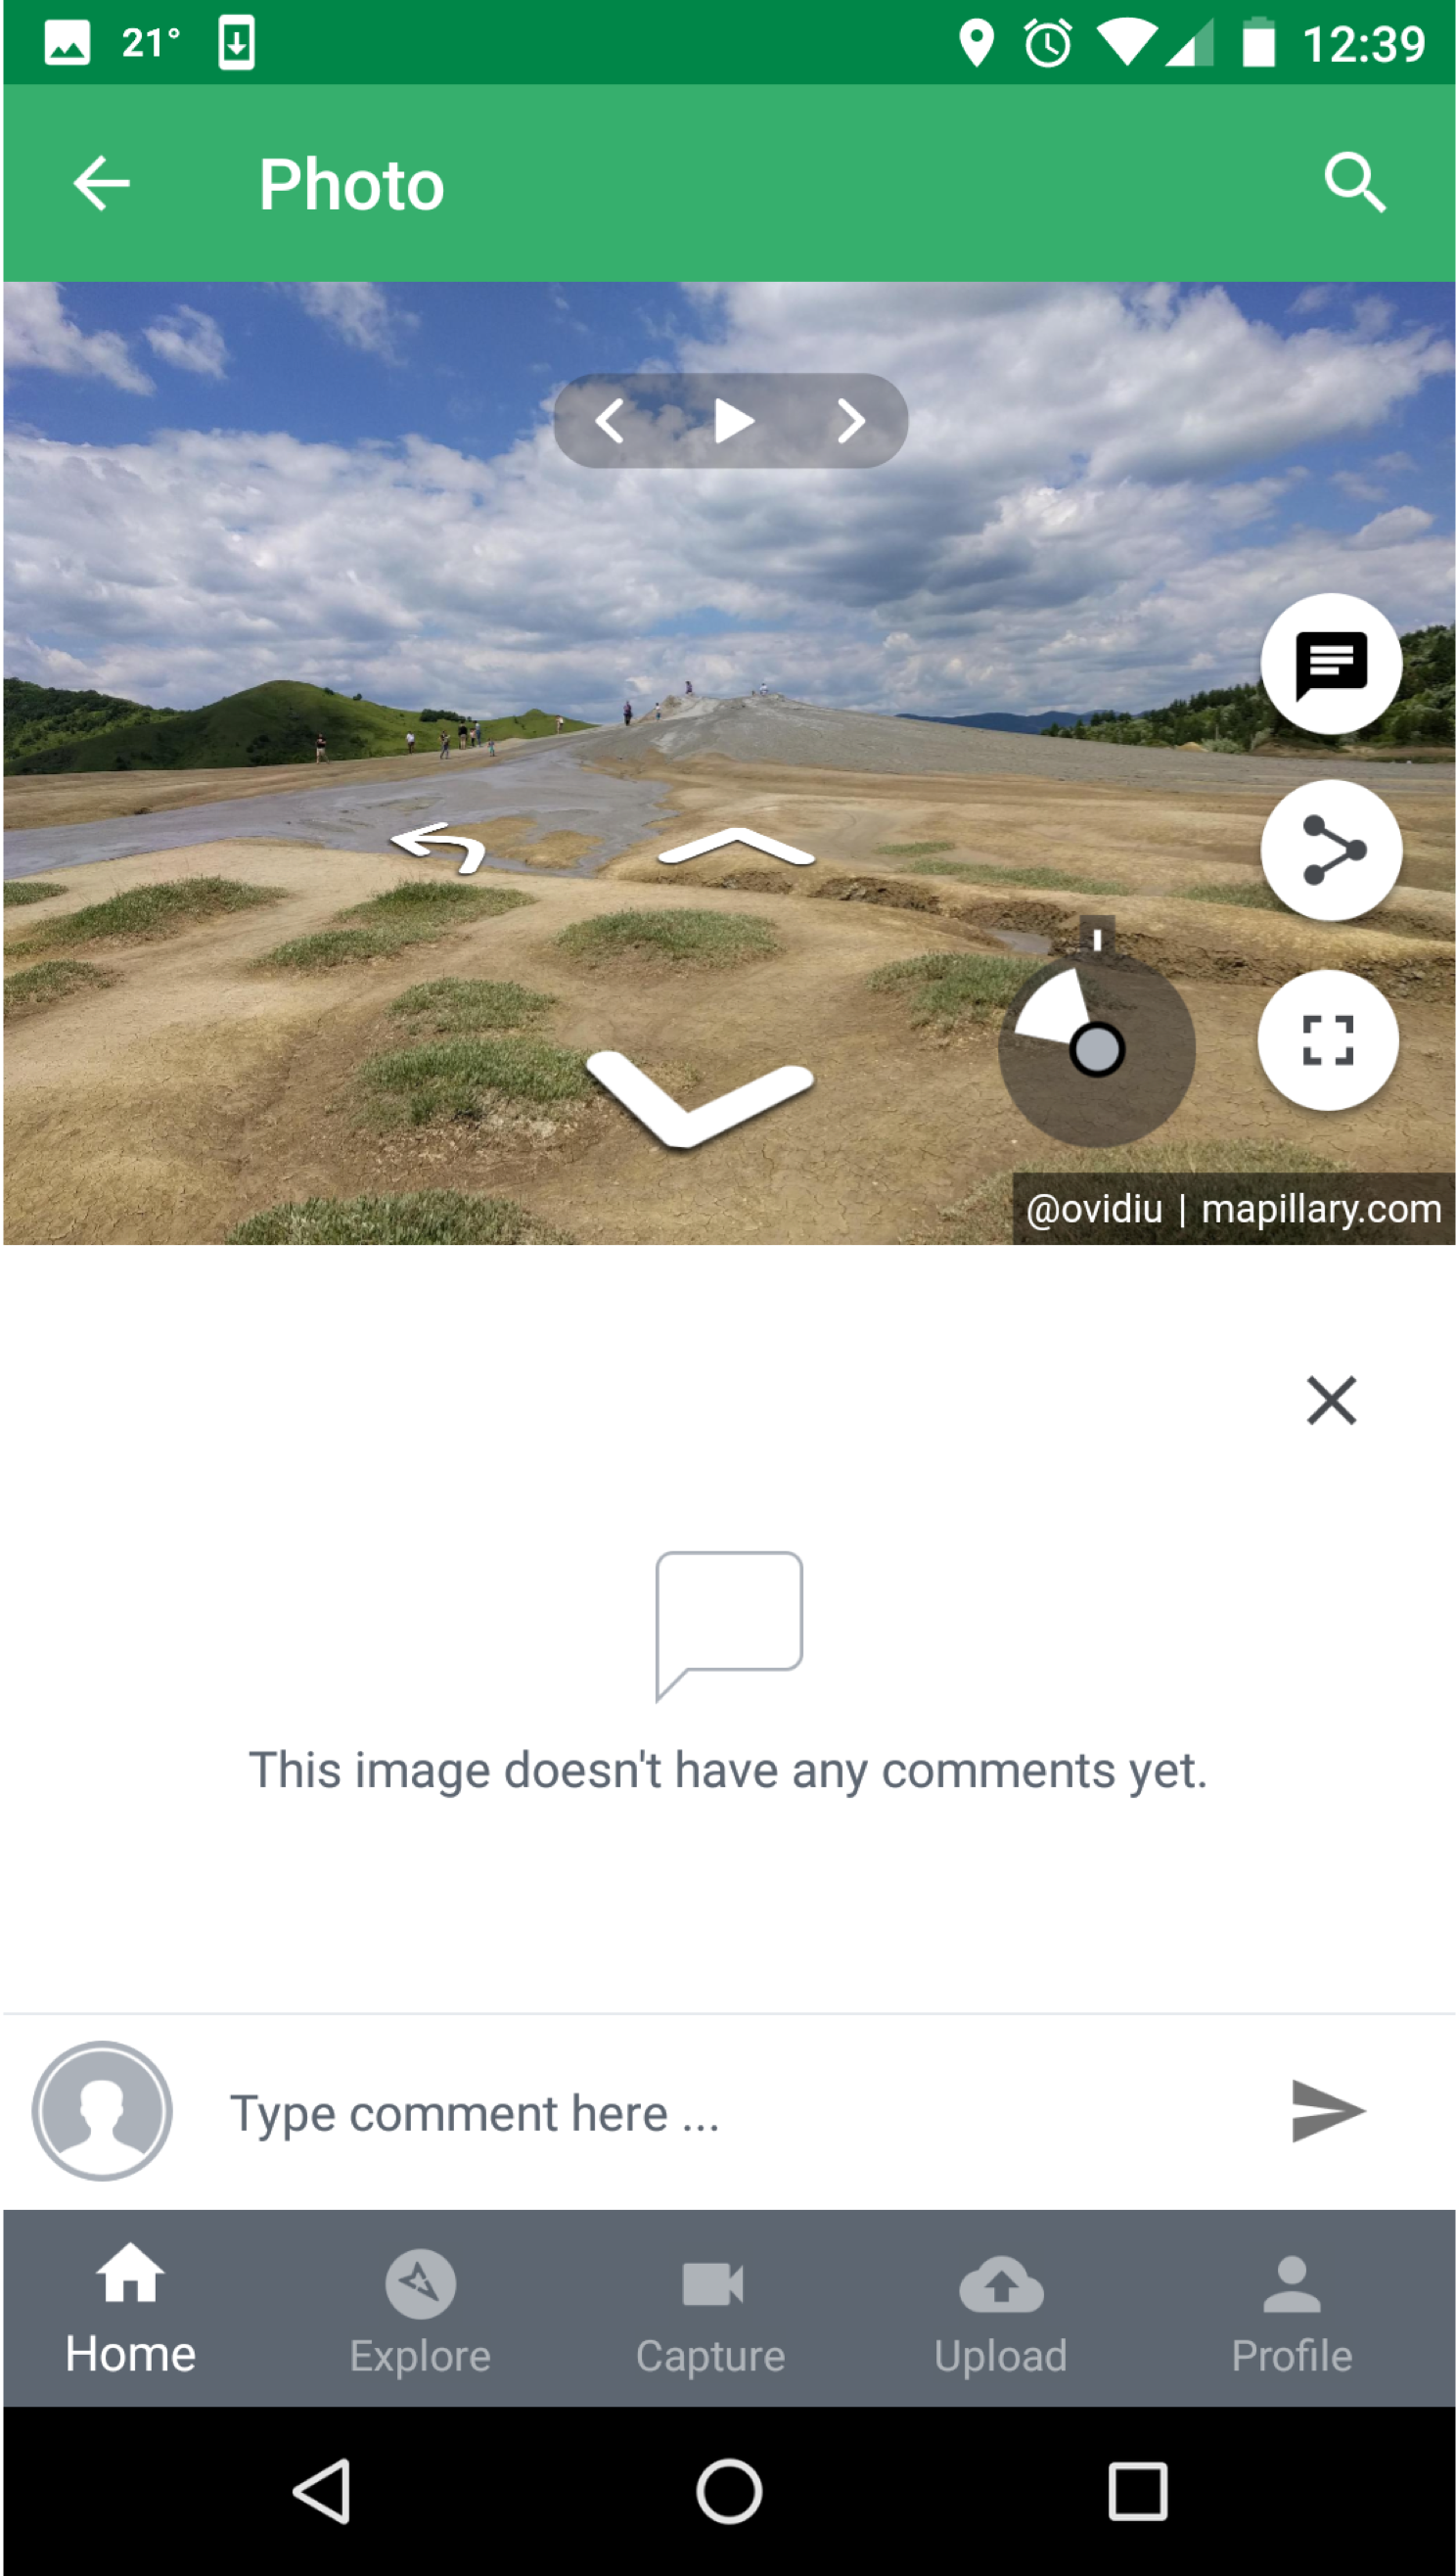 21° 12:39
Photo
@ovidiu | mapillary.com
This image doesn't have any comments yet.
Type comment here ...
Home Explore Capture Upload Profile